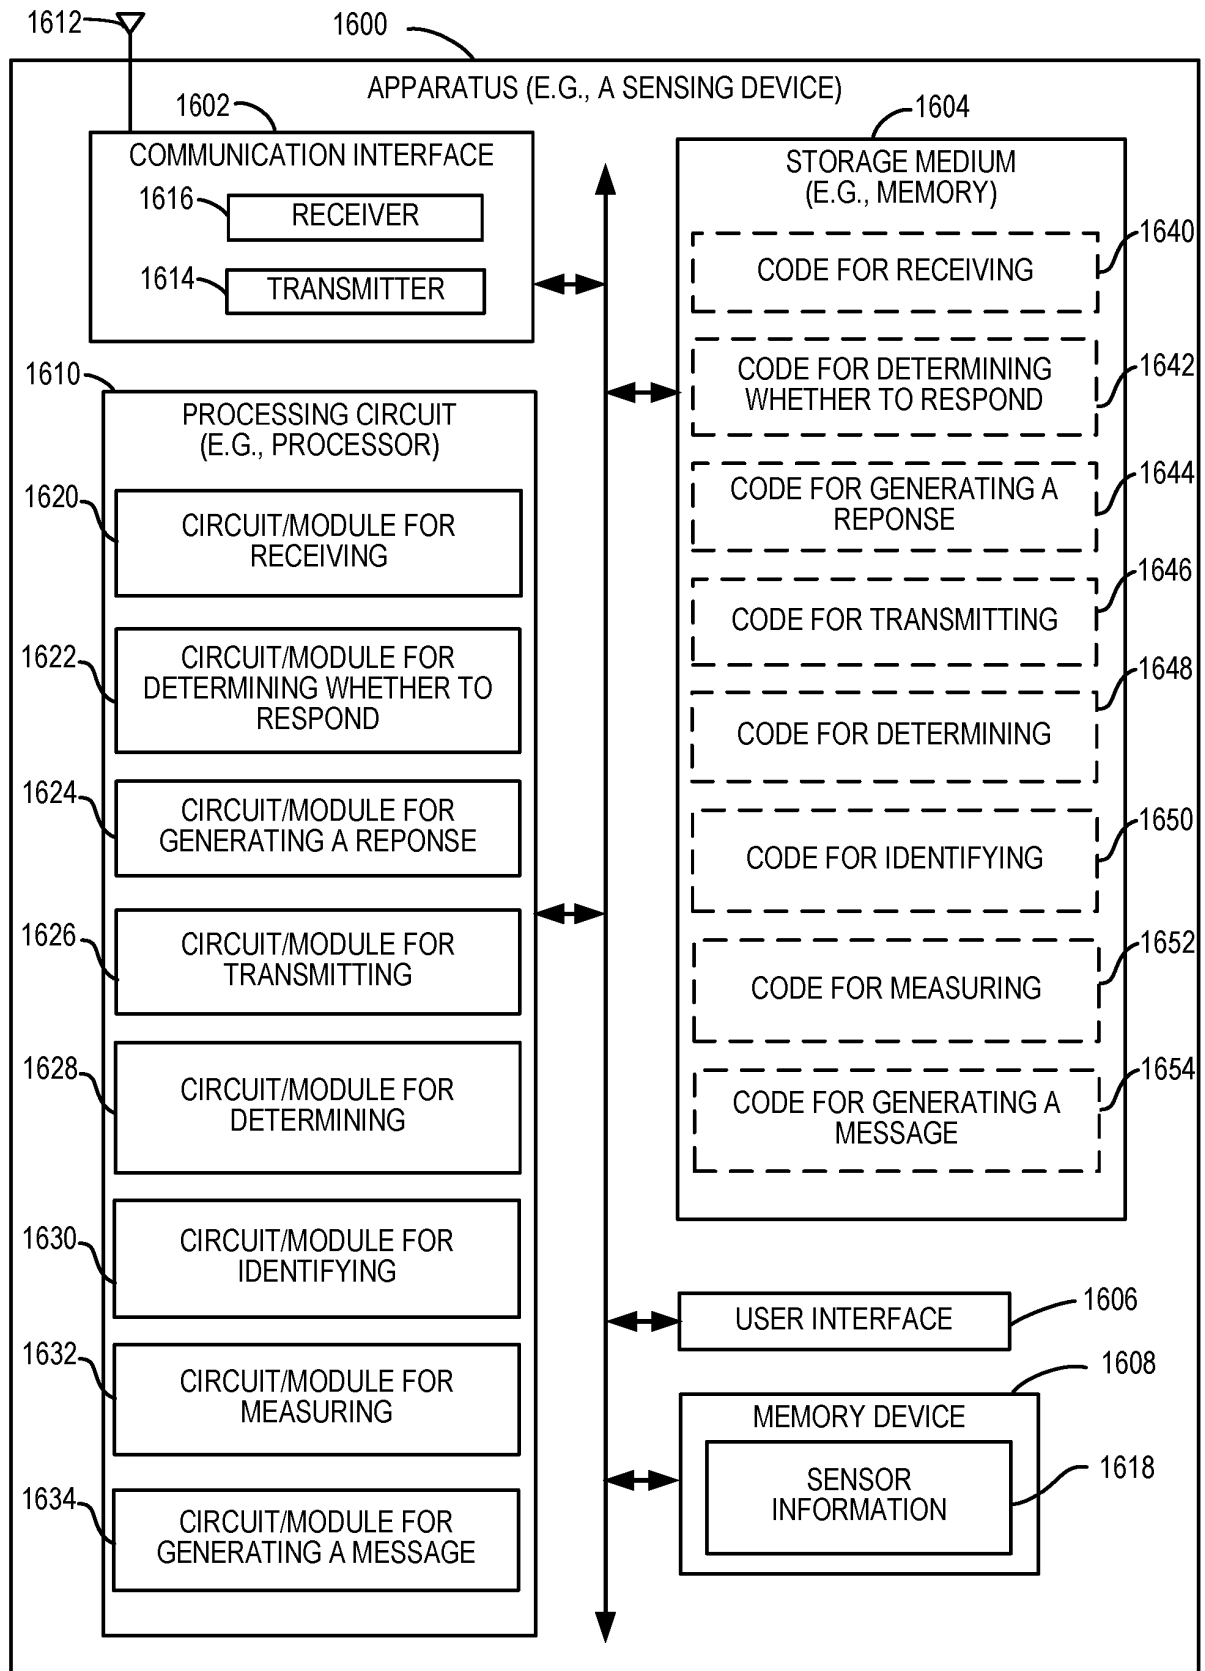 1612
1600
APPARATUS (E.G., A SENSING DEVICE)
1602
COMMUNICATION INTERFACE
1616
RECEIVER
1614
TRANSMITTER
1610
PROCESSING CIRCUIT
(E.G., PROCESSOR)
1620
CIRCUIT/MODULE FOR
RECEIVING
1622
CIRCUIT/MODULE FOR
DETERMINING WHETHER TO
RESPOND
1624
CIRCUIT/MODULE FOR
GENERATING A REPONSE
1626
CIRCUIT/MODULE FOR
TRANSMITTING
1628
CIRCUIT/MODULE FOR
DETERMINING
1630
CIRCUIT/MODULE FOR
IDENTIFYING
1632
CIRCUIT/MODULE FOR
MEASURING
1634
CIRCUIT/MODULE FOR
GENERATING A MESSAGE
1604
STORAGE MEDIUM
(E.G., MEMORY)
1640
CODE FOR RECEIVING
1642
CODE FOR DETERMINING
WHETHER TO RESPOND
1644
CODE FOR GENERATING A
REPONSE
1646
CODE FOR TRANSMITTING
1648
CODE FOR DETERMINING
1650
CODE FOR IDENTIFYING
1652
CODE FOR MEASURING
1654
CODE FOR GENERATING A
MESSAGE
1606
USER INTERFACE
1608
MEMORY DEVICE
1618
SENSOR
INFORMATION